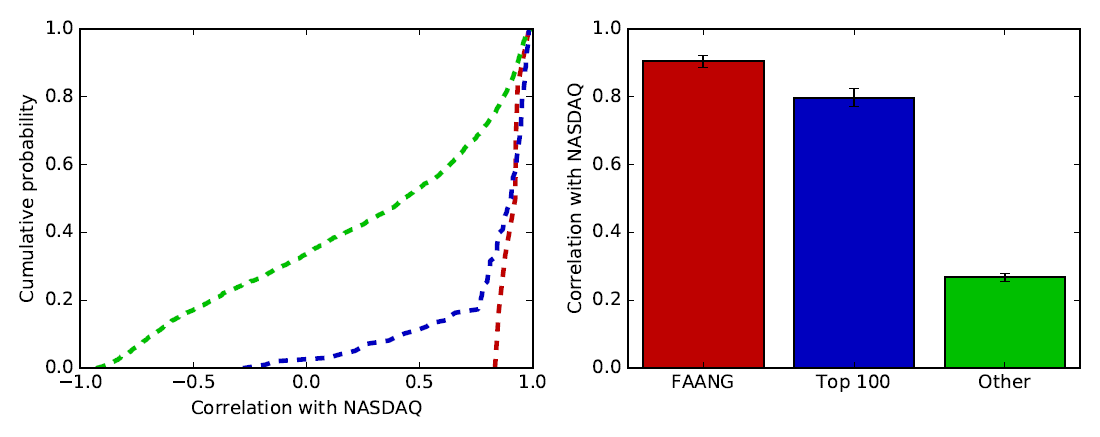 1.0
0.8
0.6
0.4
0.2
0.0
Cumulative probability
−1.0 −0.5 0.0 0.5 1.0
Correlation with NASDAQ
1.0
0.8
0.6
0.4
0.2
0.0
Correlation with NASDAQ
FAANG Top 100 Other